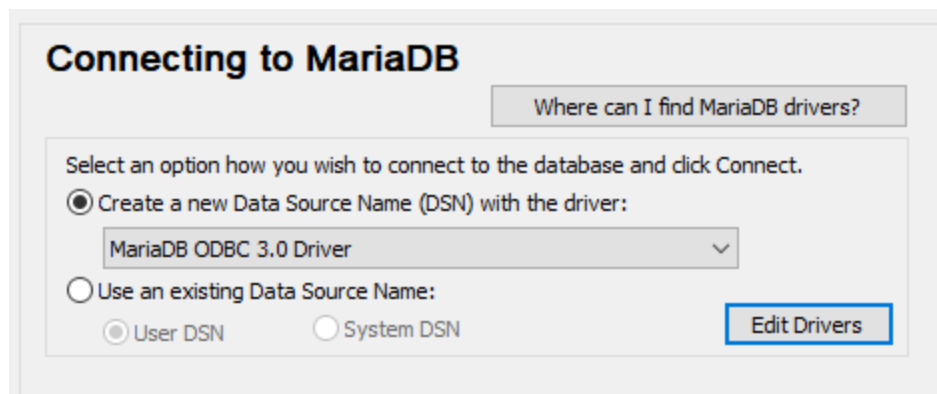 Connecting to MariaDB
Where can I find MariaDB drivers?
Select an option how you wish to connect to the database and click Connect.
Create a new Data Source Name (DSN) with the driver:
MariaDB ODBC 3.0 Driver
Use an existing Data Source Name:
User DSN System DSN
Edit Drivers